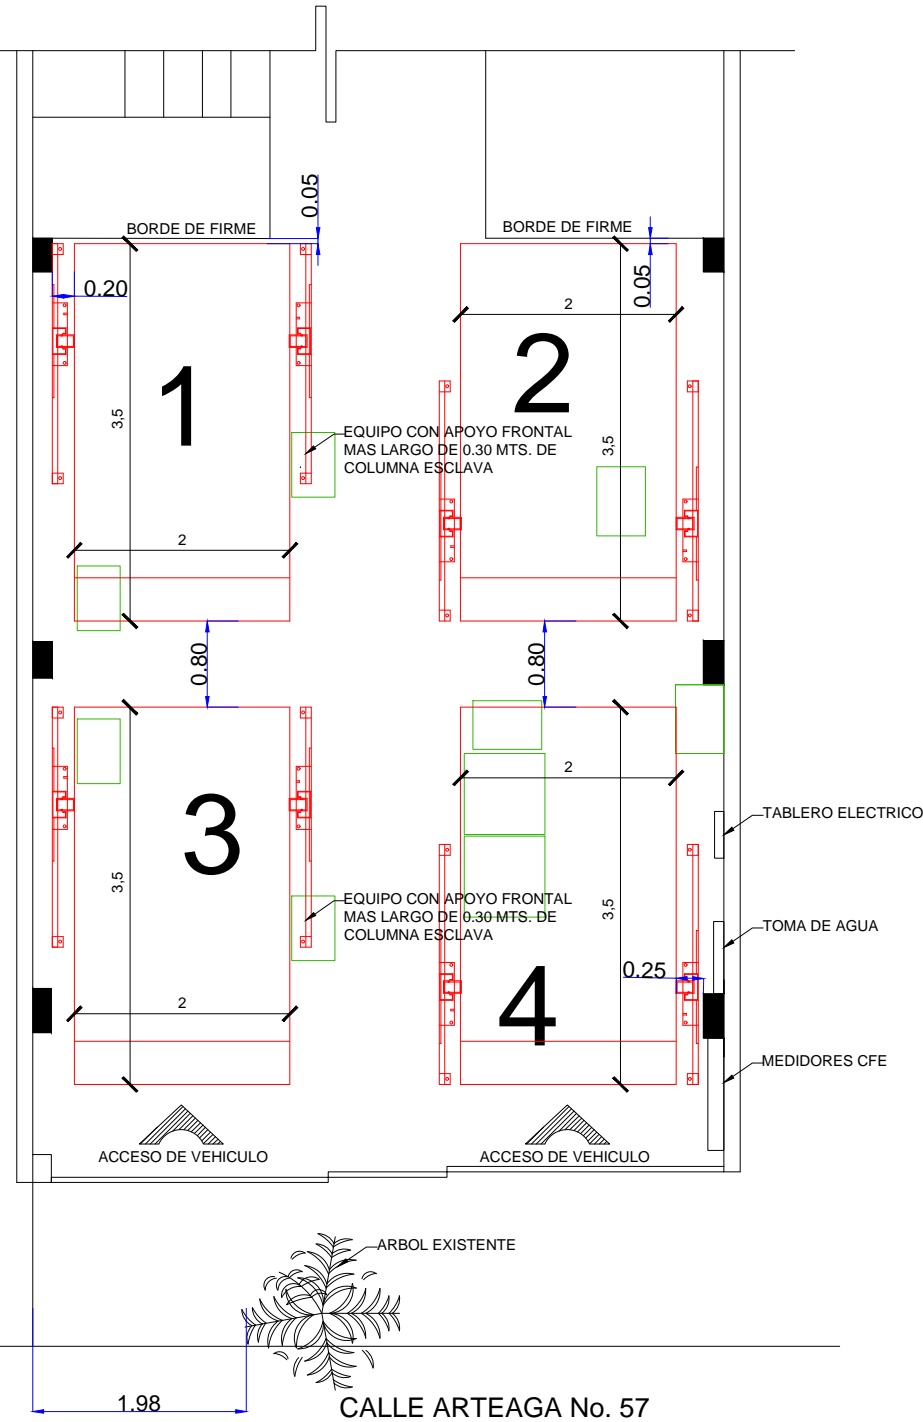 0.05
BORDE DE FIRME
BORDE DE FIRME
0.20
0.05
2
1
2
3,5
3,5
EQUIPO CON APOYO FRONTAL
MAS LARGO DE 0.30 MTS. DE
COLUMNA ESCLAVA
2
0.80
0.80
2
TABLERO ELECTRICO
3
3,5
3,5
EQUIPO CON APOYO FRONTAL
MAS LARGO DE 0.30 MTS. DE
COLUMNA ESCLAVA
TOMA DE AGUA
0.25
4
2
MEDIDORES CFE
ACCESO DE VEHICULO
ACCESO DE VEHICULO
ARBOL EXISTENTE
1.98
CALLE ARTEAGA No. 57